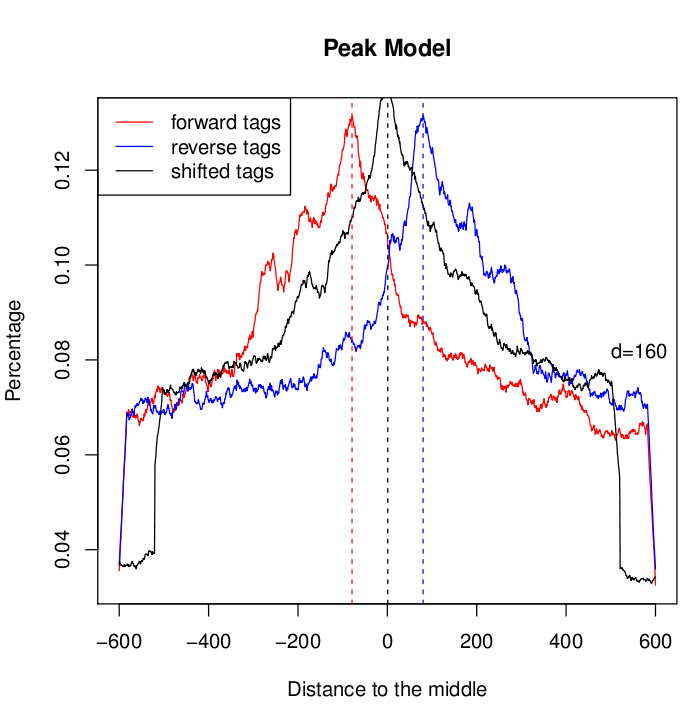 Peak Model
forward tags
reverse tags
shifted tags
d=160
Percentage
0.04
0.06
0.08
0.10
0.12
−600
−400
−200
0
200
400
600
Distance to the middle